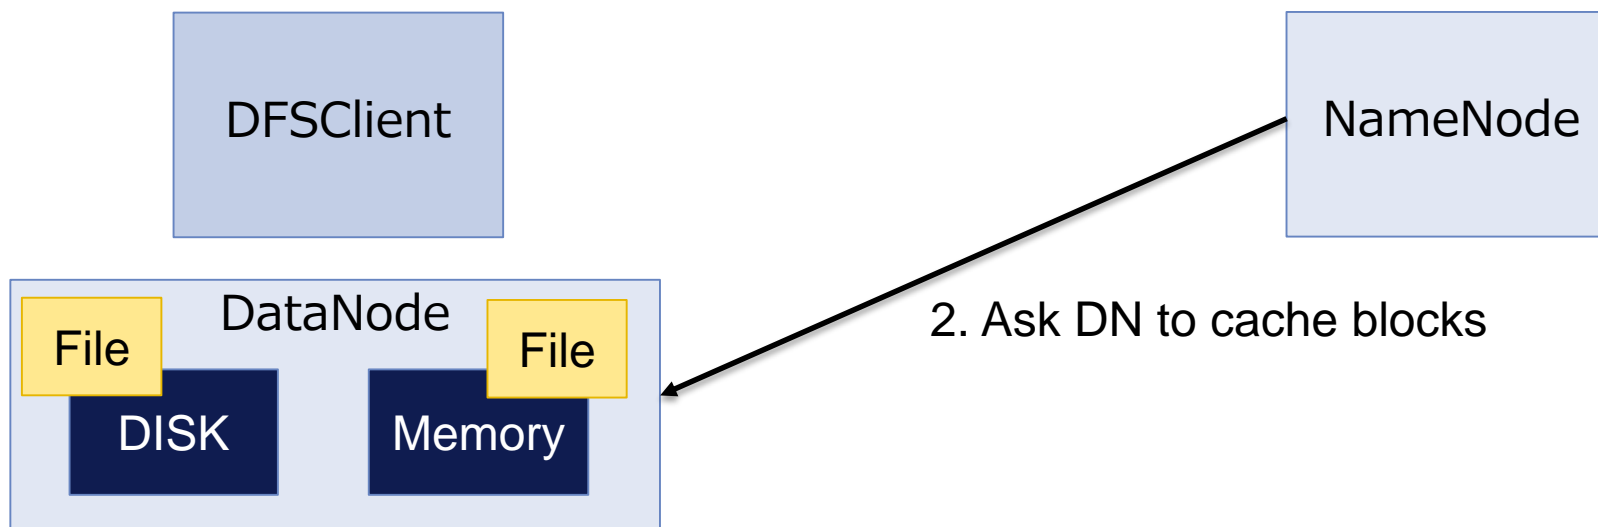 DFSClient
NameNode
DataNode
File
File
2. Ask DN to cache blocks
DISK
Memory